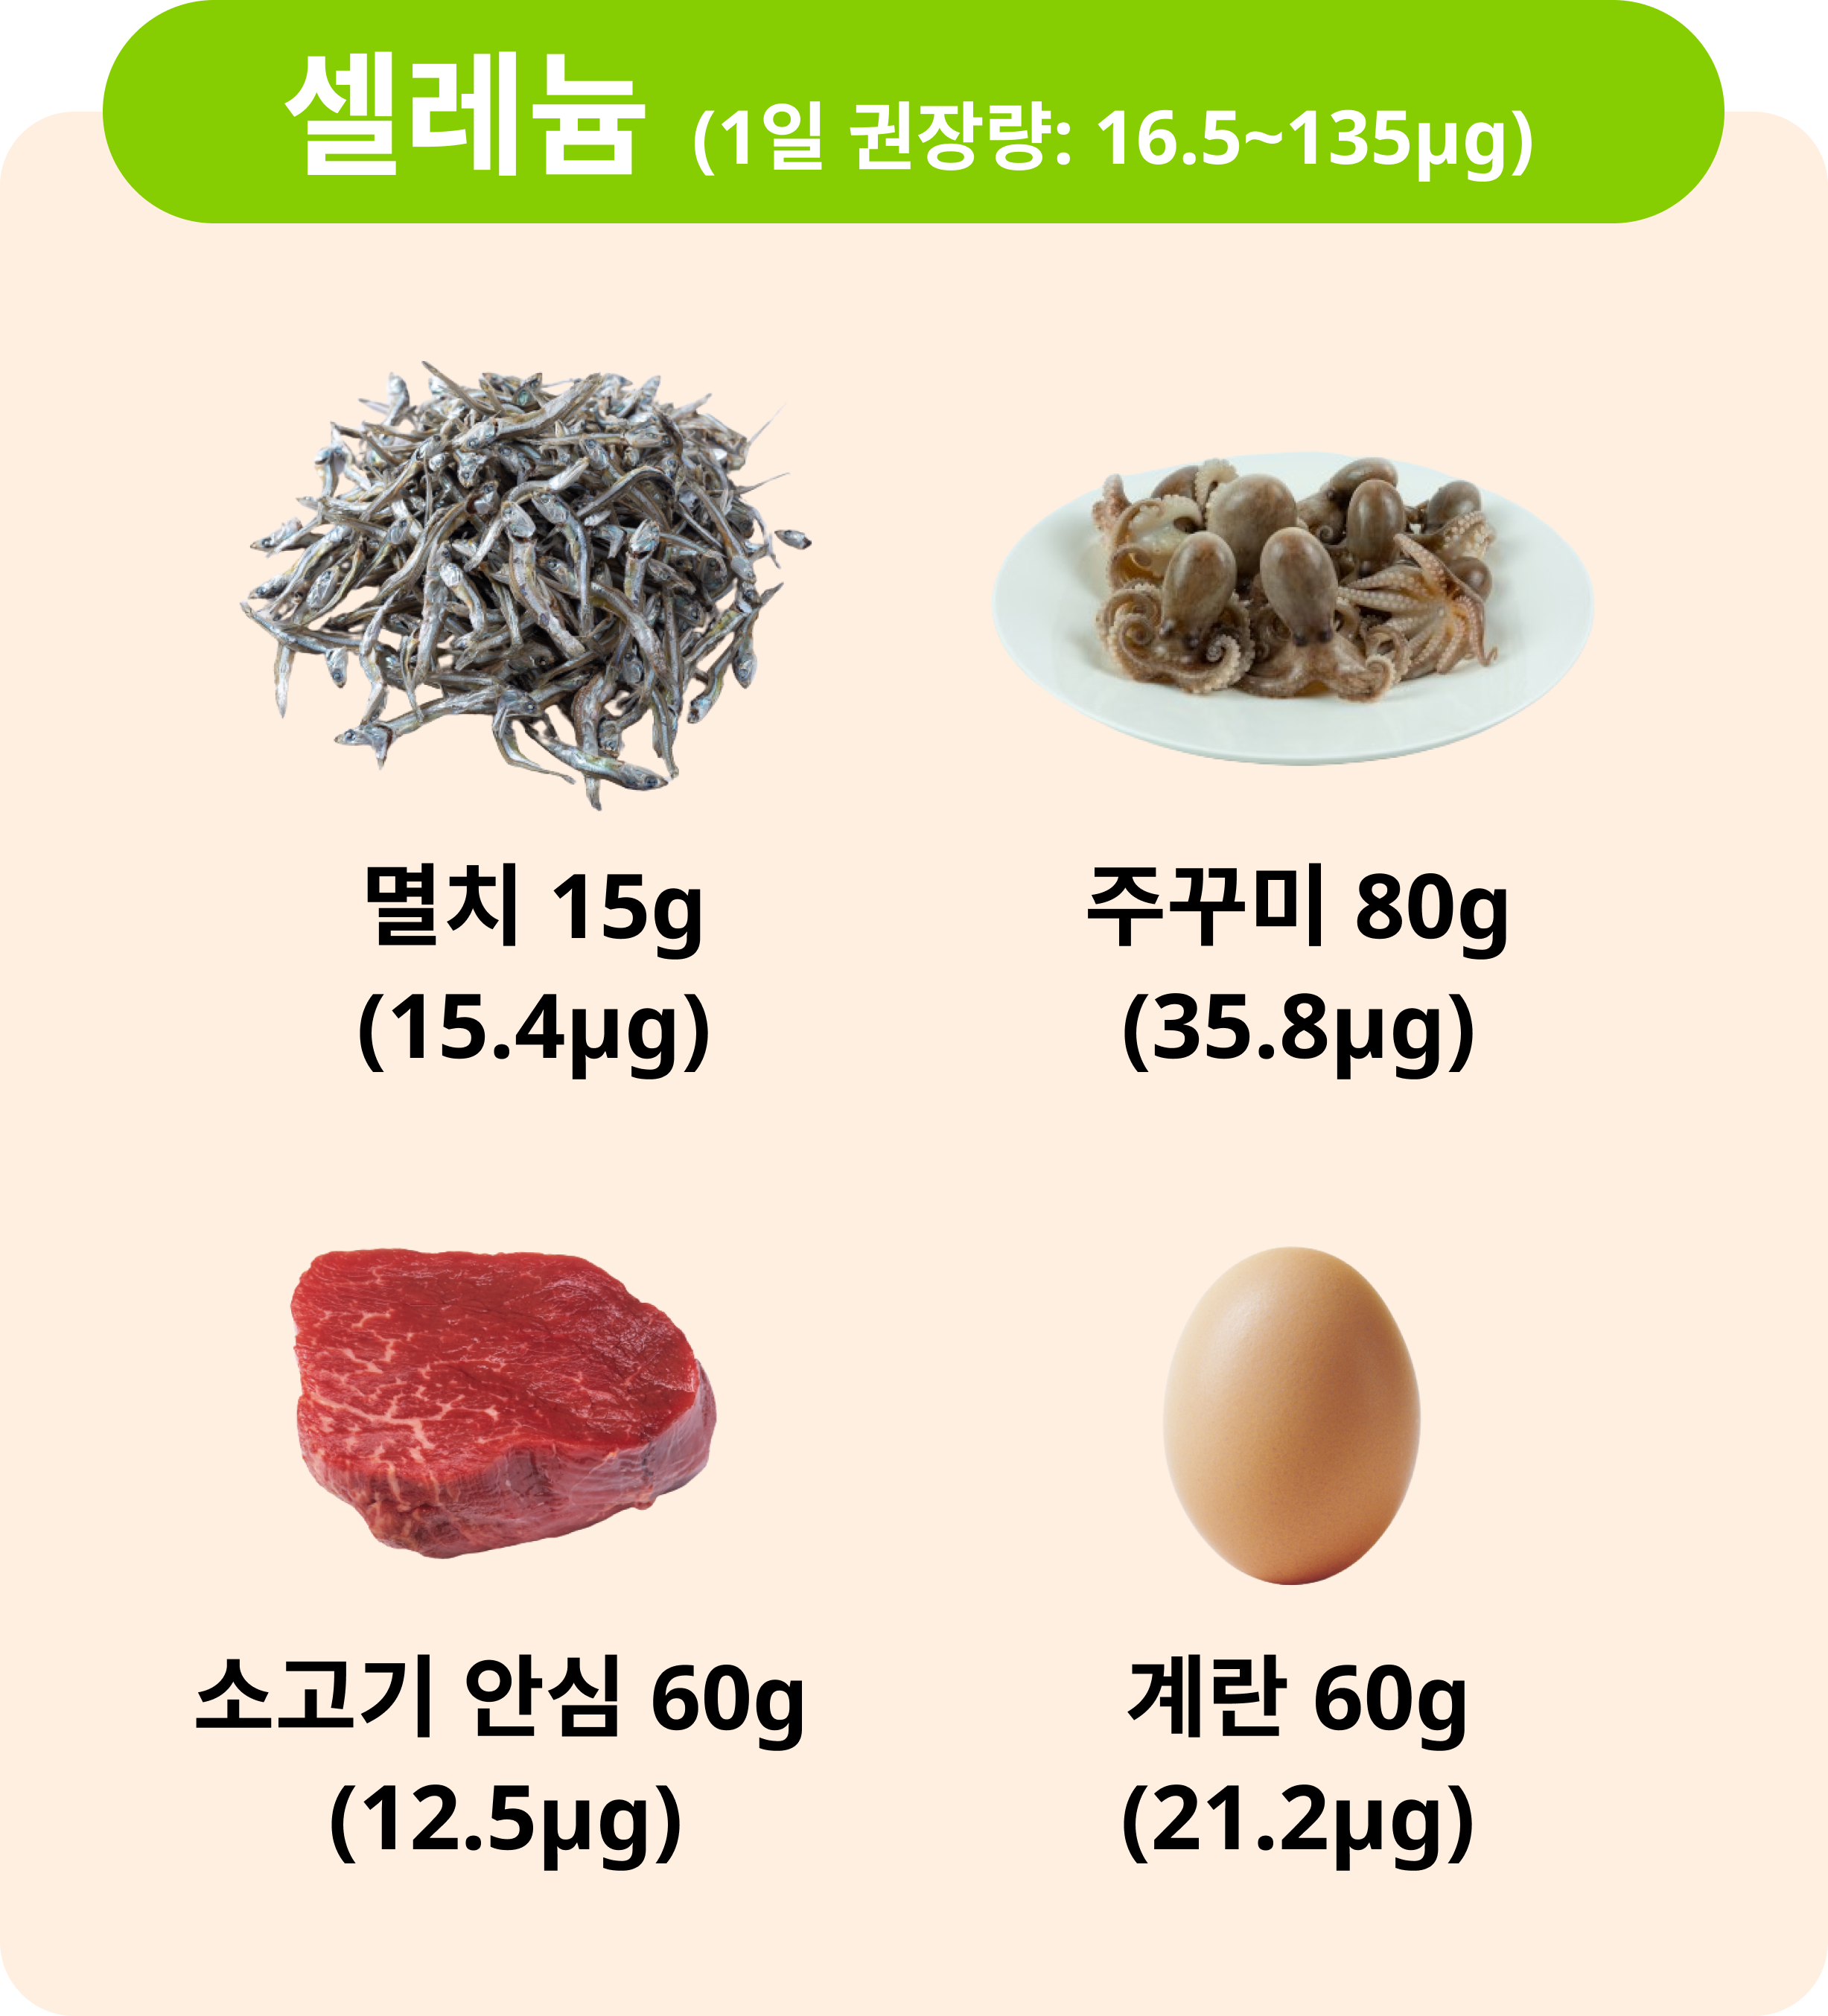 셀레늄 (1일 권장량: 16.5~135μg)
멸치 15g
(15.4μg)
주꾸미 80g
(35.8μg)
소고기 안심 60g
(12.5μg)
계란 60g
(21.2μg)